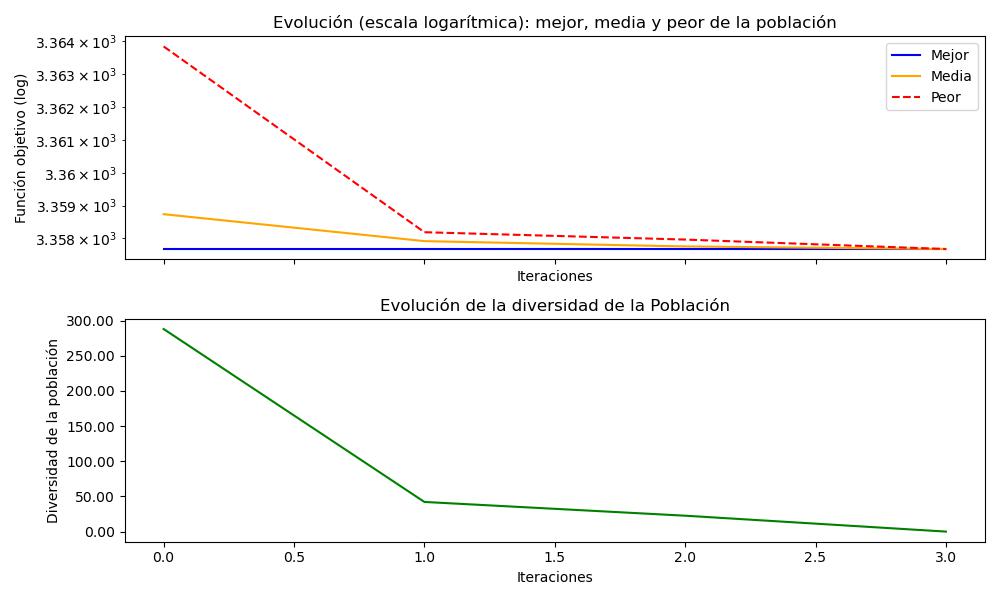 Evolución (escala logarítmica): mejor, media y peor de la población
3.364 × 10³
3.363 × 10³
3.362 × 10³
3.361 × 10³
3.36 × 10³
3.359 × 10³
3.358 × 10³
Función objetivo (log)
Mejor
Media
Peor
Iteraciones
Evolución de la diversidad de la Población
300.00
250.00
200.00
150.00
100.00
50.00
0.00
Diversidad de la población
0.0 0.5 1.0 1.5 2.0 2.5 3.0
Iteraciones